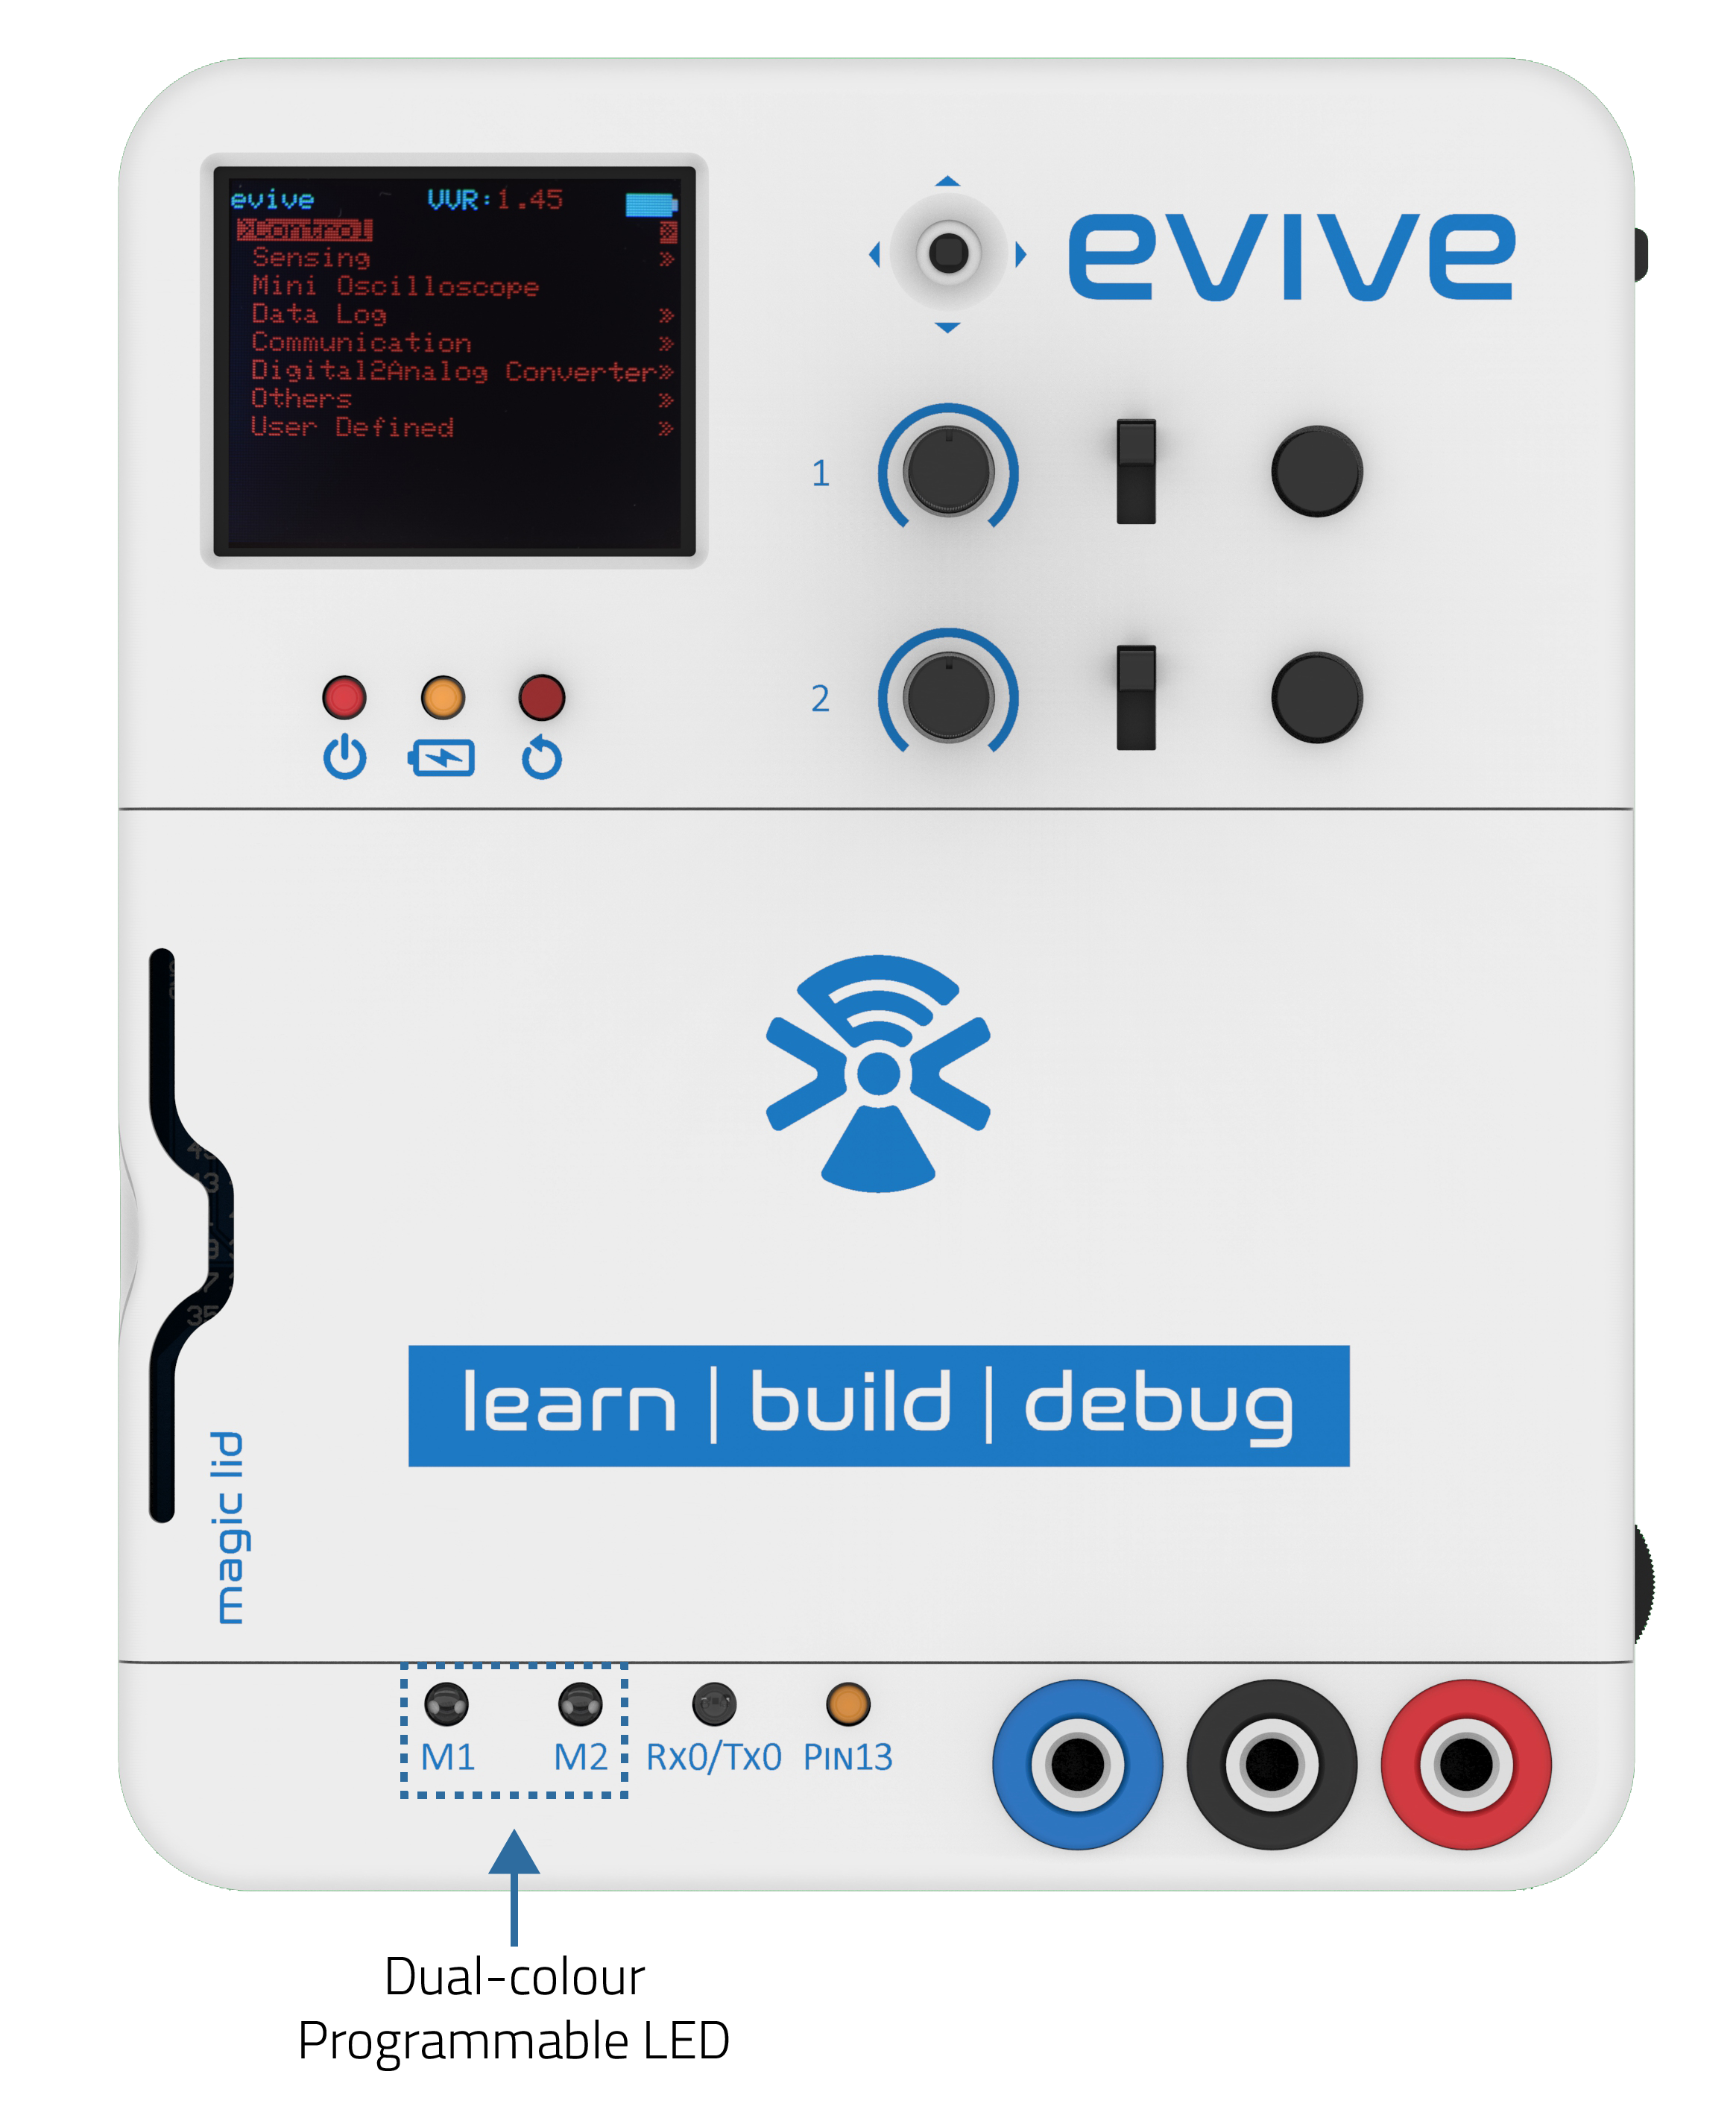 evive VVR:1.45
Control
Sensing »
Mini Oscilloscope
Data Log »
Communication »
Digital2Analog Converter»
Others »
User Defined »
evive
1
2
learn | build | debug
magic lid
M1 M2 Rx0/Tx0 PIN13
Dual-colour
Programmable LED